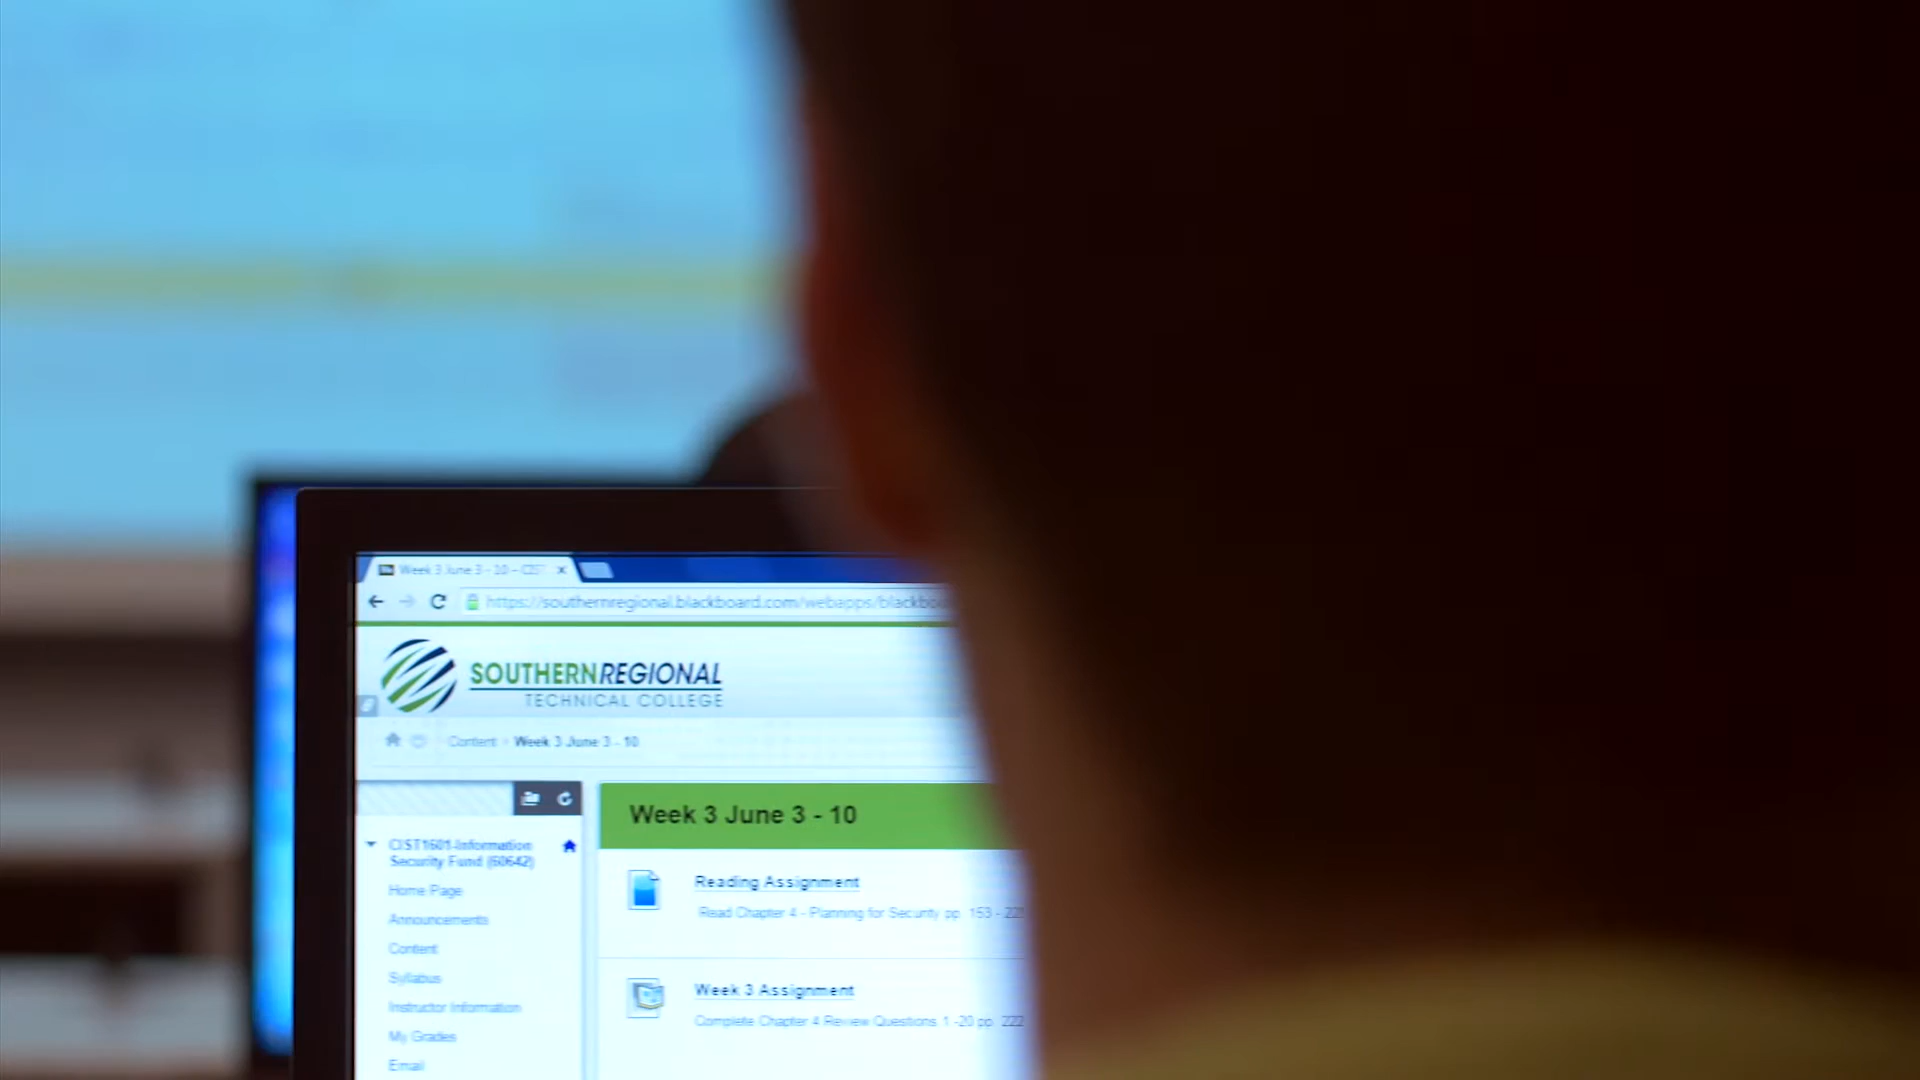 Week 3 June 3 - 10 – CIST
https://southernregional.blackboard.com/webapps/blackbo
SOUTHERNREGIONAL
TECHNICAL COLLEGE
Content Week 3 June 3 - 10
Week 3 June 3 - 10
CIST1601-Information
Security Fund (60642)
Home Page
Announcements
Content
Syllabus
Instructor Information
My Grades
Email
Reading Assignment
Read Chapter 4 - Planning for Security pp. 153 - 22
Week 3 Assignment
Complete Chapter 4 Review Questions 1 -20 pp. 222